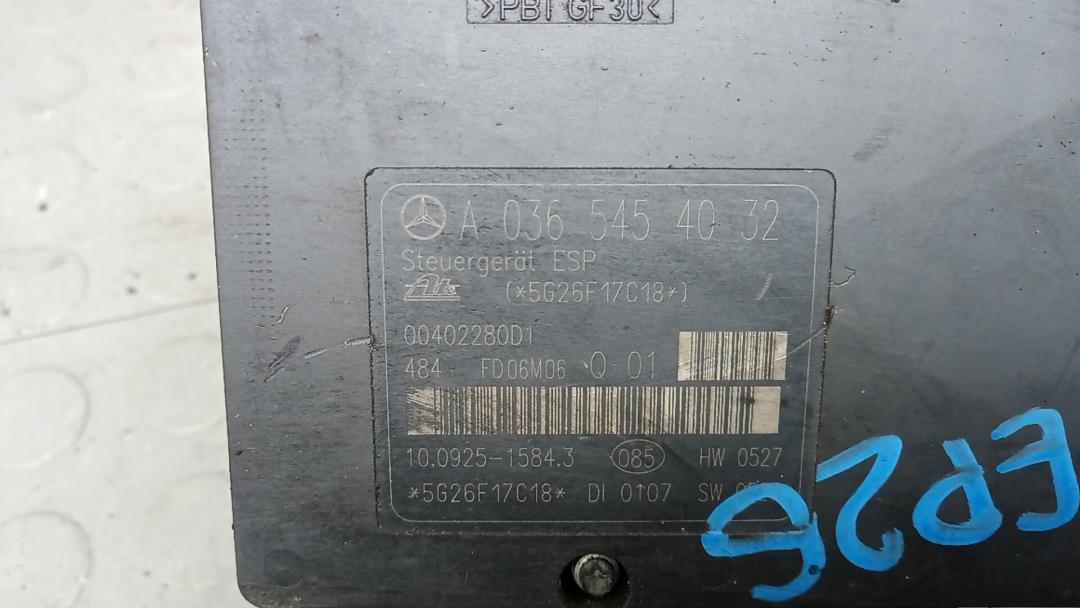 >PBT GF30<
A 036 545 40 32
Steuergerät ESP
Ate (*5G26F17C18*)
00402280D1
484 FD06M06 Q 01
10.0925-1584.3 085 HW 0527
*5G26F17C18* DI 0107 SW